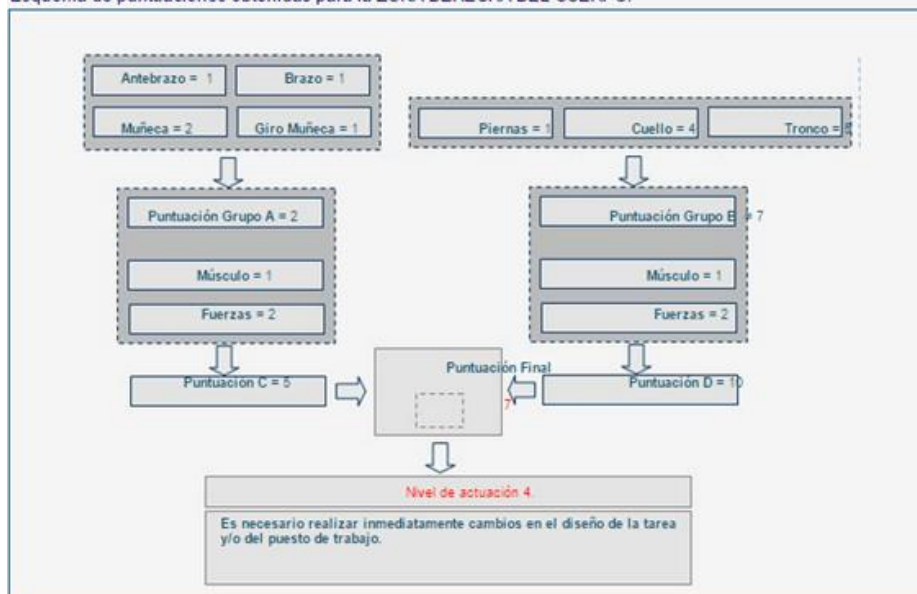 Antebrazo = 1
Brazo = 1
Muñeca = 2
Giro Muñeca = 1
Piernas = 1
Cuello = 4
Tronco =
Puntuación Grupo A = 2
Músculo = 1
Fuerzas = 2
Puntuación Grupo B = 7
Músculo = 1
Fuerzas = 2
Puntuación C = 5
Puntuación Final
7
Puntuación D = 10
Nivel de actuación 4.
Es necesario realizar inmediatamente cambios en el diseño de la tarea
y/o del puesto de trabajo.